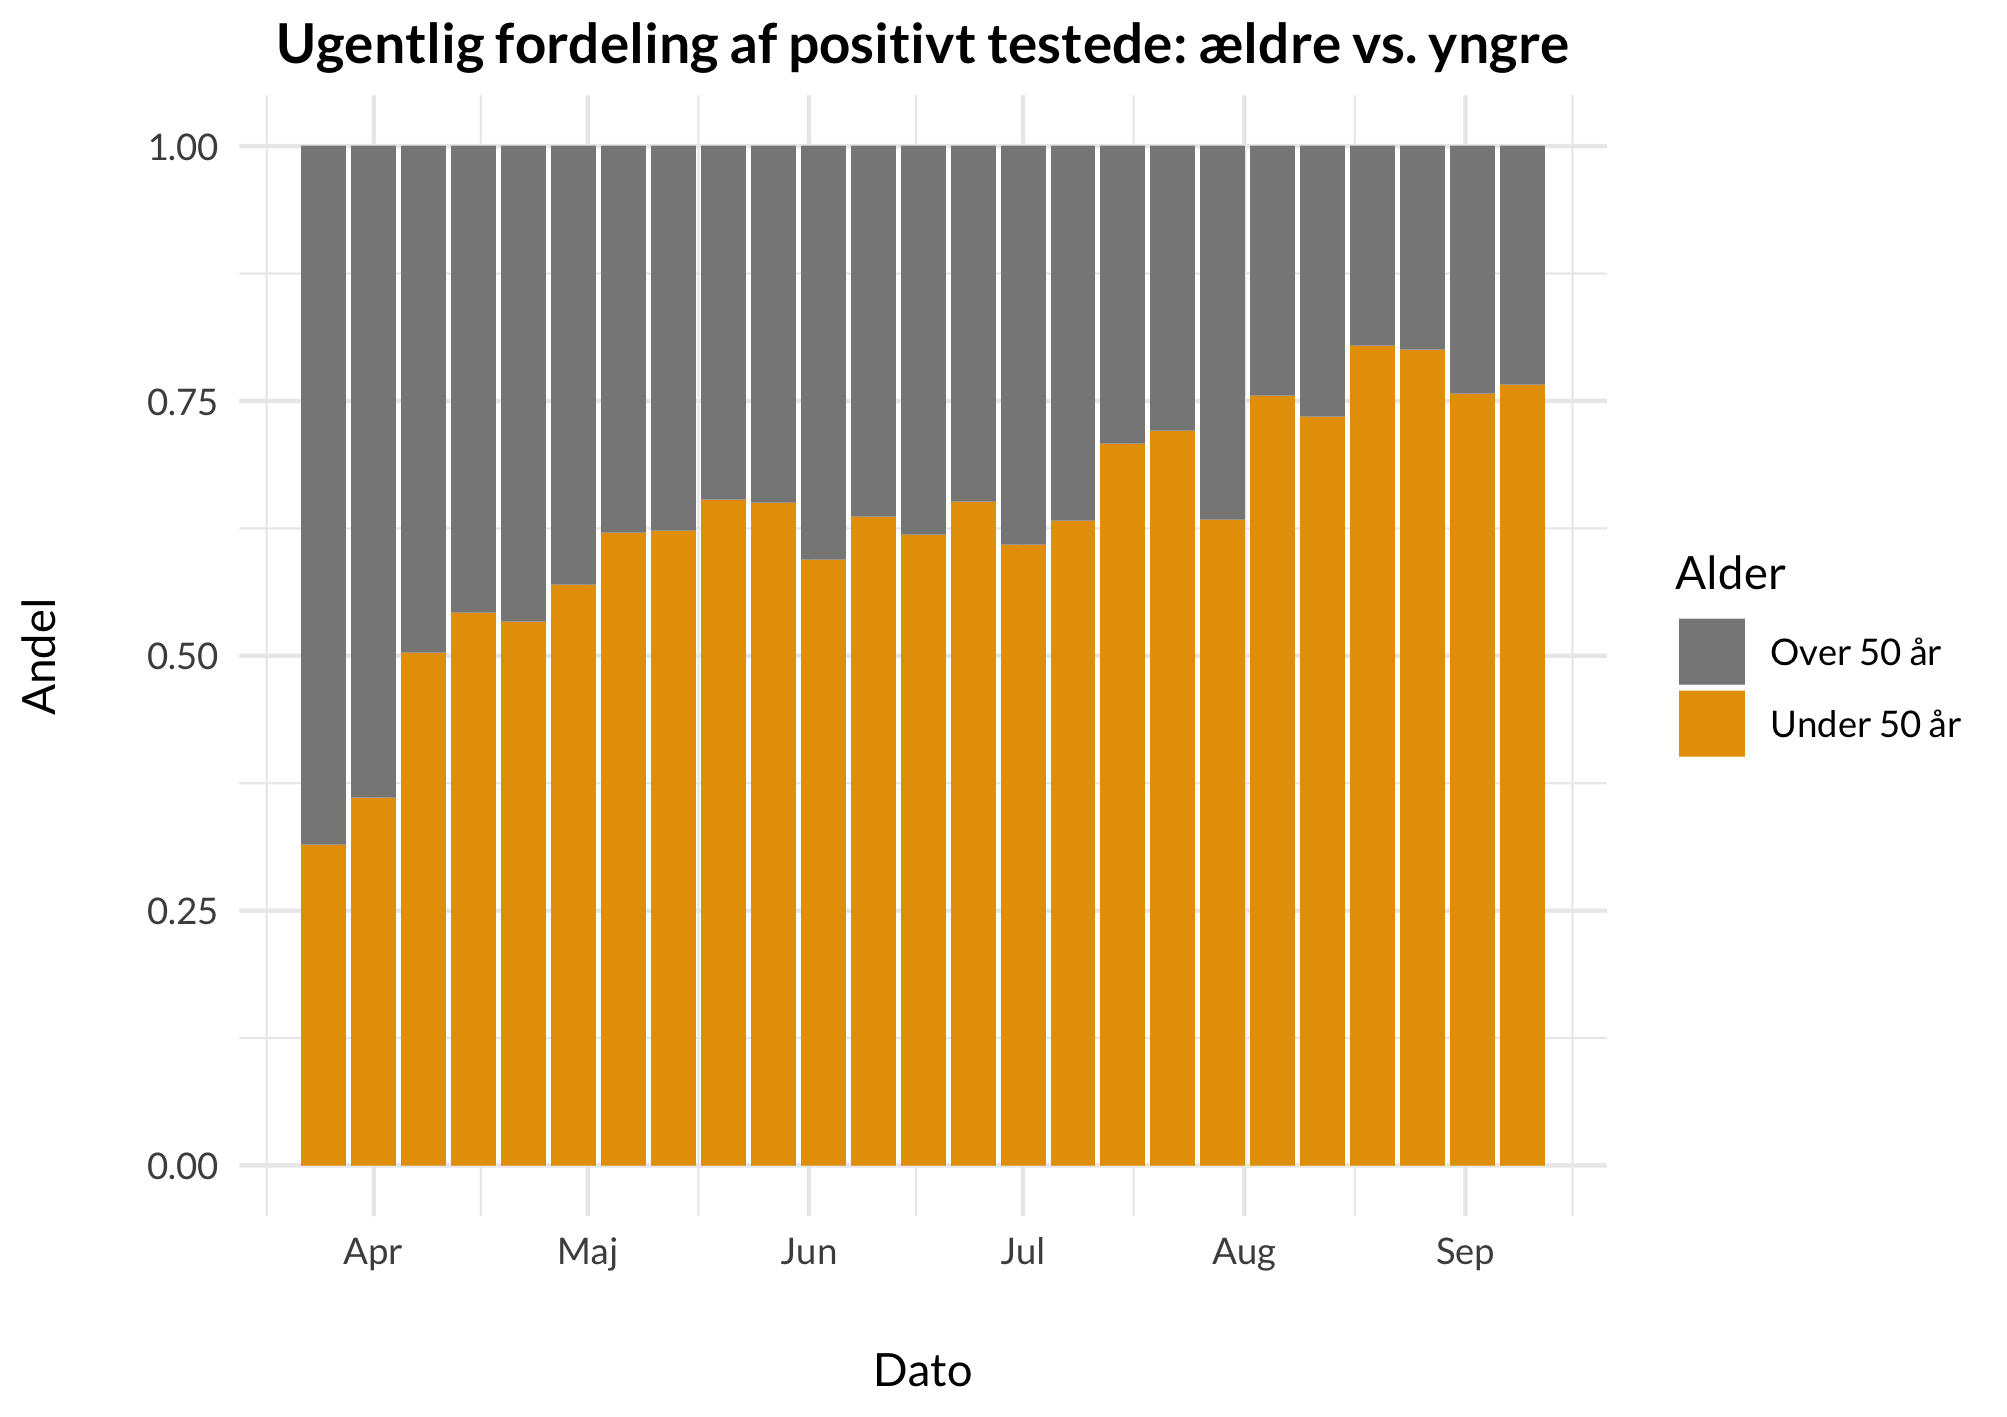 Ugentlig fordeling af positivt testede: ældre vs. yngre
Andel
1.00
0.75
0.50
0.25
0.00
Apr Maj Jun Jul Aug Sep
Dato
Alder
Over 50 år
Under 50 år